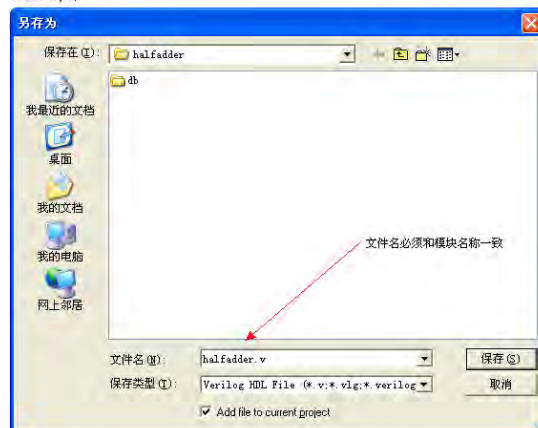 另存为
保存在(I):
halfadder
db
我最近的文档
桌面
我的文档
我的电脑
网上邻居
文件名必须和模块名称一致
文件名(N):
halfadder.v
保存(S)
保存类型(T):
Verilog HDL File (*.v;*.vlg;*.verilog
取消
Add file to current project